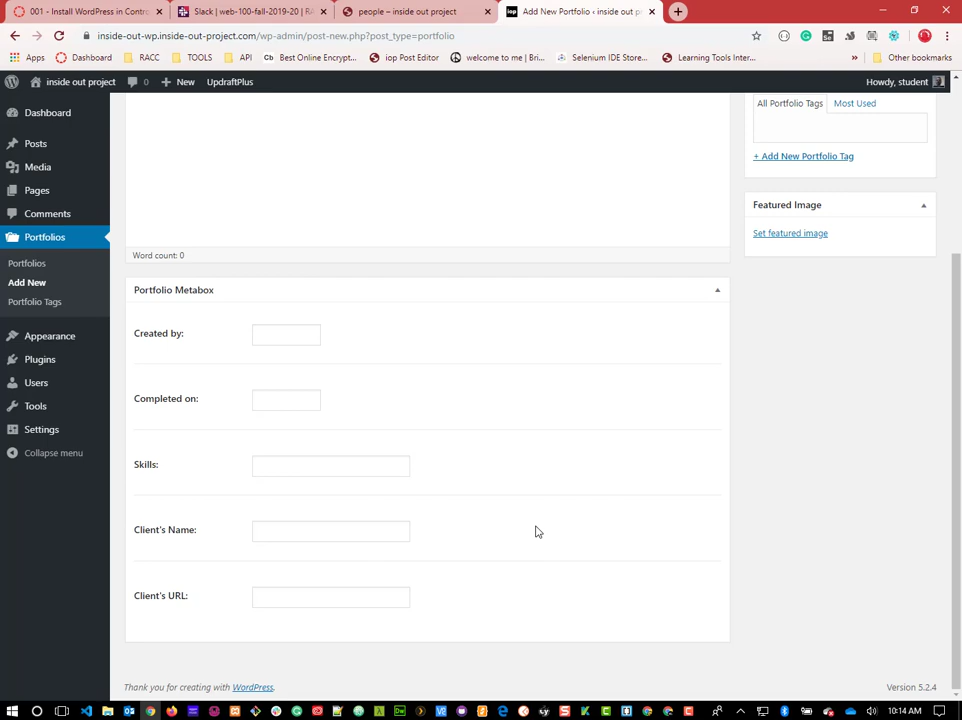 001 - Install WordPress in Contro
Slack | web-100-fall-2019-20 | RA
people – inside out project
Add New Portfolio ‹ inside out p
inside-out-wp.inside-out-project.com/wp-admin/post-new.php?post_type=portfolio
Apps
Dashboard
RACC
TOOLS
API
Best Online Encrypt...
iop Post Editor
welcome to me | Bri...
Selenium IDE Store...
Learning Tools Inter...
»
Other bookmarks
inside out project
0
New
UpdraftPlus
Howdy, student
Dashboard
Posts
Media
Pages
Comments
Portfolios
Portfolios
Add New
Portfolio Tags
Appearance
Plugins
Users
Tools
Settings
Collapse menu
Word count: 0
Portfolio Metabox
Created by:
Completed on:
Skills:
Client's Name:
Client's URL:
All Portfolio Tags
Most Used
+ Add New Portfolio Tag
Featured Image
Set featured image
Thank you for creating with WordPress.
Version 5.2.4
10:14 AM